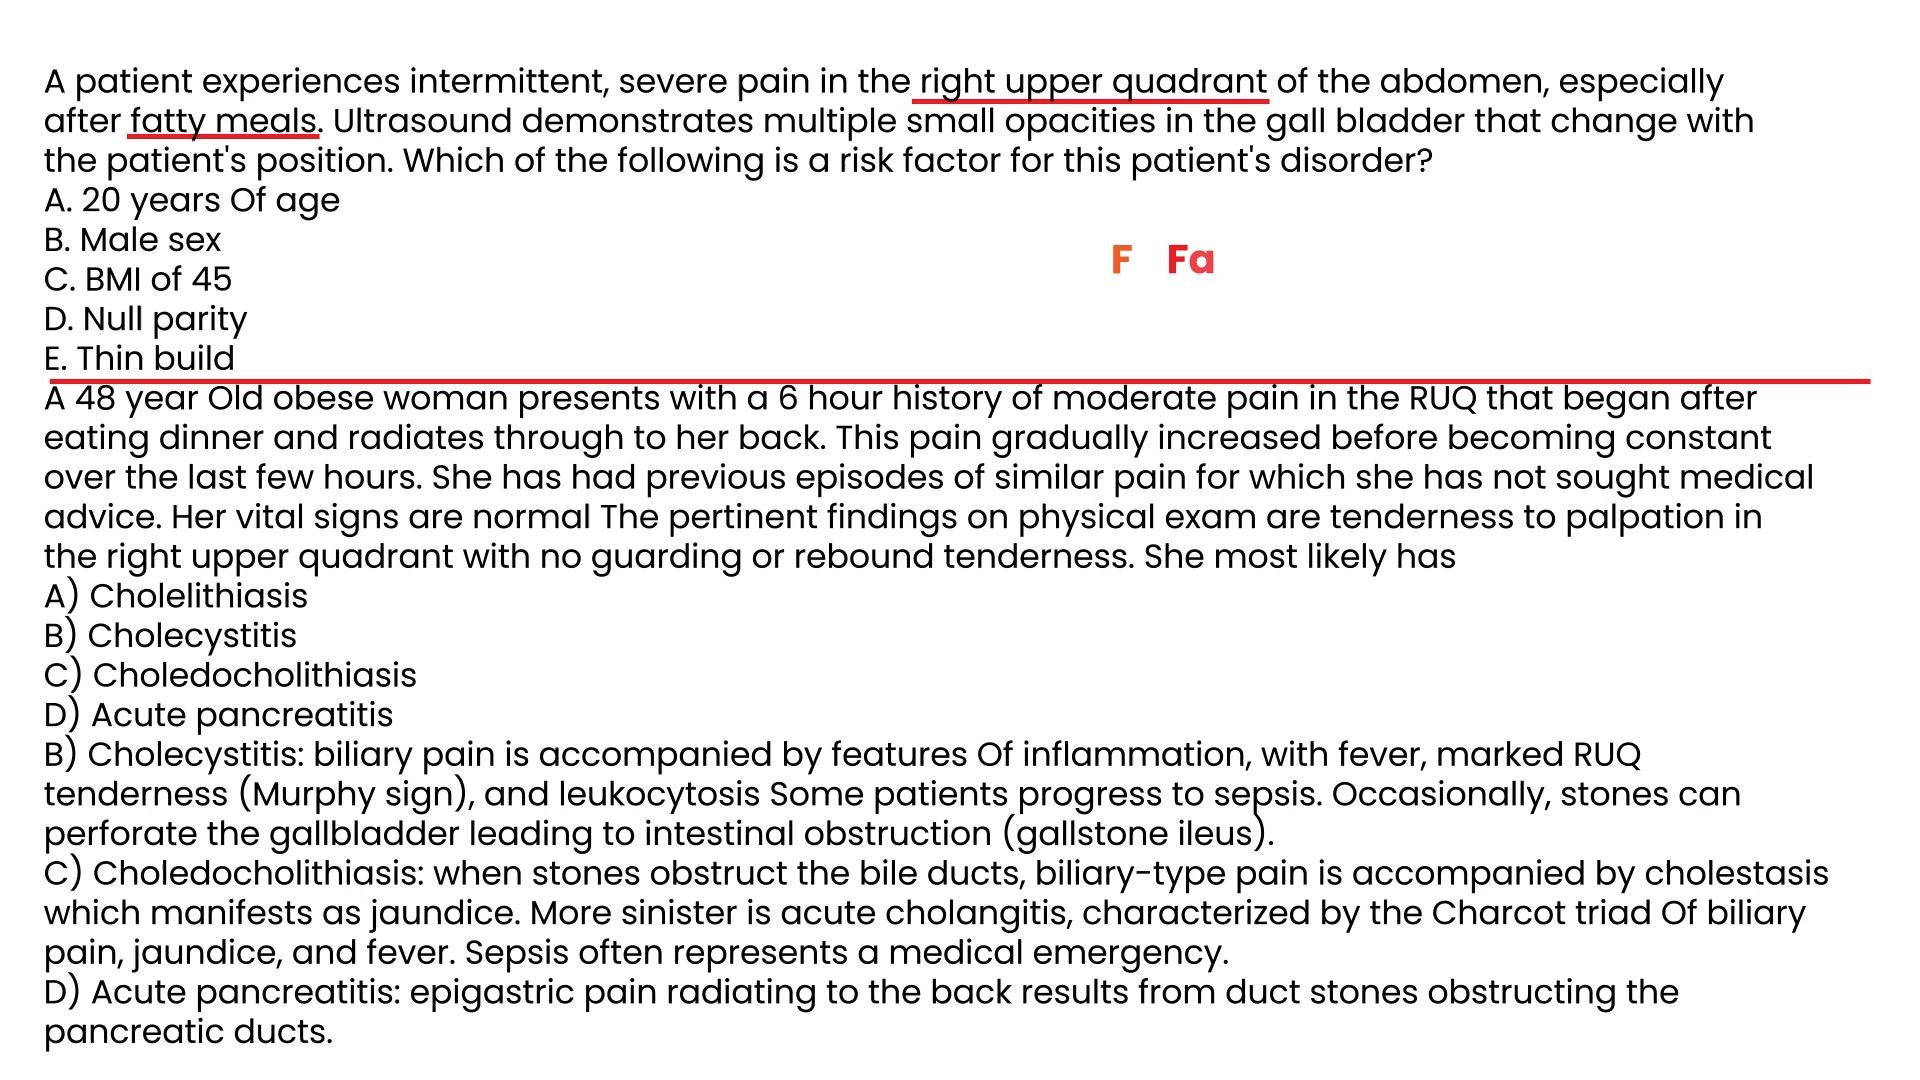 A patient experiences intermittent, severe pain in the right upper quadrant of the abdomen, especially
after fatty meals. Ultrasound demonstrates multiple small opacities in the gall bladder that change with
the patient's position. Which of the following is a risk factor for this patient's disorder?
A. 20 years Of age
B. Male sex
F Fa
C. BMI of 45
D. Null parity
E. Thin build
A 48 year Old obese woman presents with a 6 hour history of moderate pain in the RUQ that began after
eating dinner and radiates through to her back. This pain gradually increased before becoming constant
over the last few hours. She has had previous episodes of similar pain for which she has not sought medical
advice. Her vital signs are normal The pertinent findings on physical exam are tenderness to palpation in
the right upper quadrant with no guarding or rebound tenderness. She most likely has
A) Cholelithiasis
B) Cholecystitis
C) Choledocholithiasis
D) Acute pancreatitis
B) Cholecystitis: biliary pain is accompanied by features Of inflammation, with fever, marked RUQ
tenderness (Murphy sign), and leukocytosis Some patients progress to sepsis. Occasionally, stones can
perforate the gallbladder leading to intestinal obstruction (gallstone ileus).
C) Choledocholithiasis: when stones obstruct the bile ducts, biliary-type pain is accompanied by cholestasis
which manifests as jaundice. More sinister is acute cholangitis, characterized by the Charcot triad Of biliary
pain, jaundice, and fever. Sepsis often represents a medical emergency.
D) Acute pancreatitis: epigastric pain radiating to the back results from duct stones obstructing the
pancreatic ducts.